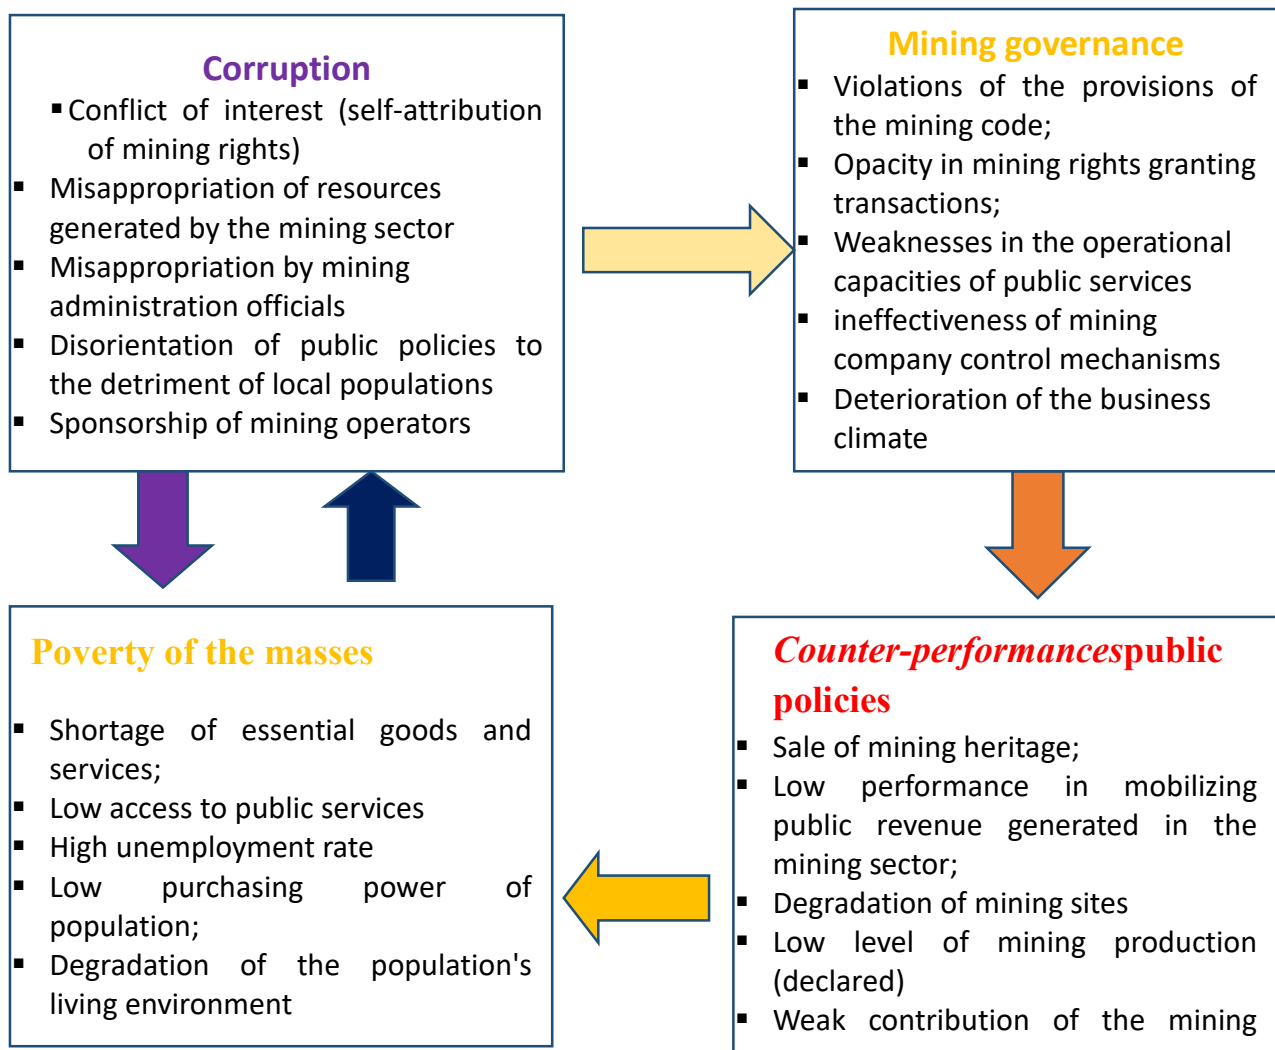 Corruption
▪ Conflict of interest (self-attribution
of mining rights)
▪ Misappropriation of resources
generated by the mining sector
▪ Misappropriation by mining
administration officials
▪ Disorientation of public policies to
the detriment of local populations
▪ Sponsorship of mining operators
Mining governance
▪ Violations of the provisions of
the mining code;
▪ Opacity in mining rights granting
transactions;
▪ Weaknesses in the operational
capacities of public services
▪ ineffectiveness of mining
company control mechanisms
▪ Deterioration of the business
climate
Poverty of the masses
▪ Shortage of essential goods and
services;
▪ Low access to public services
▪ High unemployment rate
▪ Low purchasing power of
population;
▪ Degradation of the population's
living environment
Counter-performancespublic
policies
▪ Sale of mining heritage;
▪ Low performance in mobilizing
public revenue generated in the
mining sector;
▪ Degradation of mining sites
▪ Low level of mining production
(declared)
▪ Weak contribution of the mining